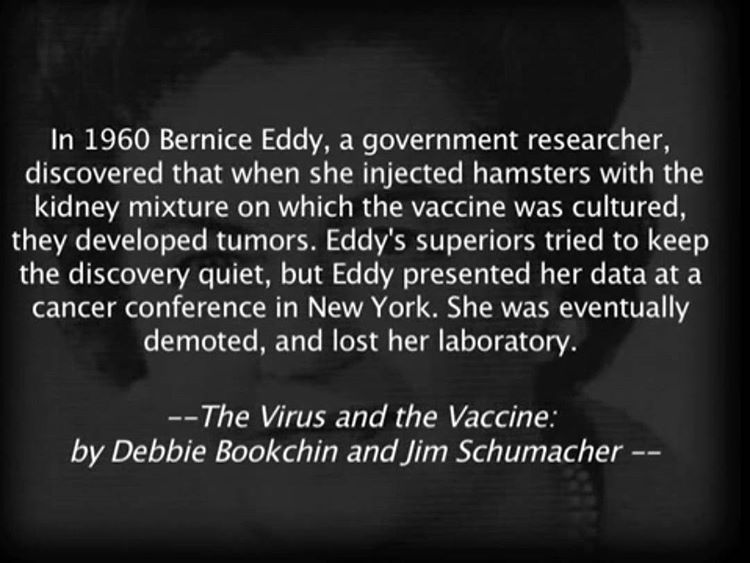 In 1960 Bernice Eddy, a government researcher,
discovered that when she injected hamsters with the
kidney mixture on which the vaccine was cultured,
they developed tumors. Eddy's superiors tried to keep
the discovery quiet, but Eddy presented her data at a
cancer conference in New York. She was eventually
demoted, and lost her laboratory.
--The Virus and the Vaccine:
by Debbie Bookchin and Jim Schumacher --